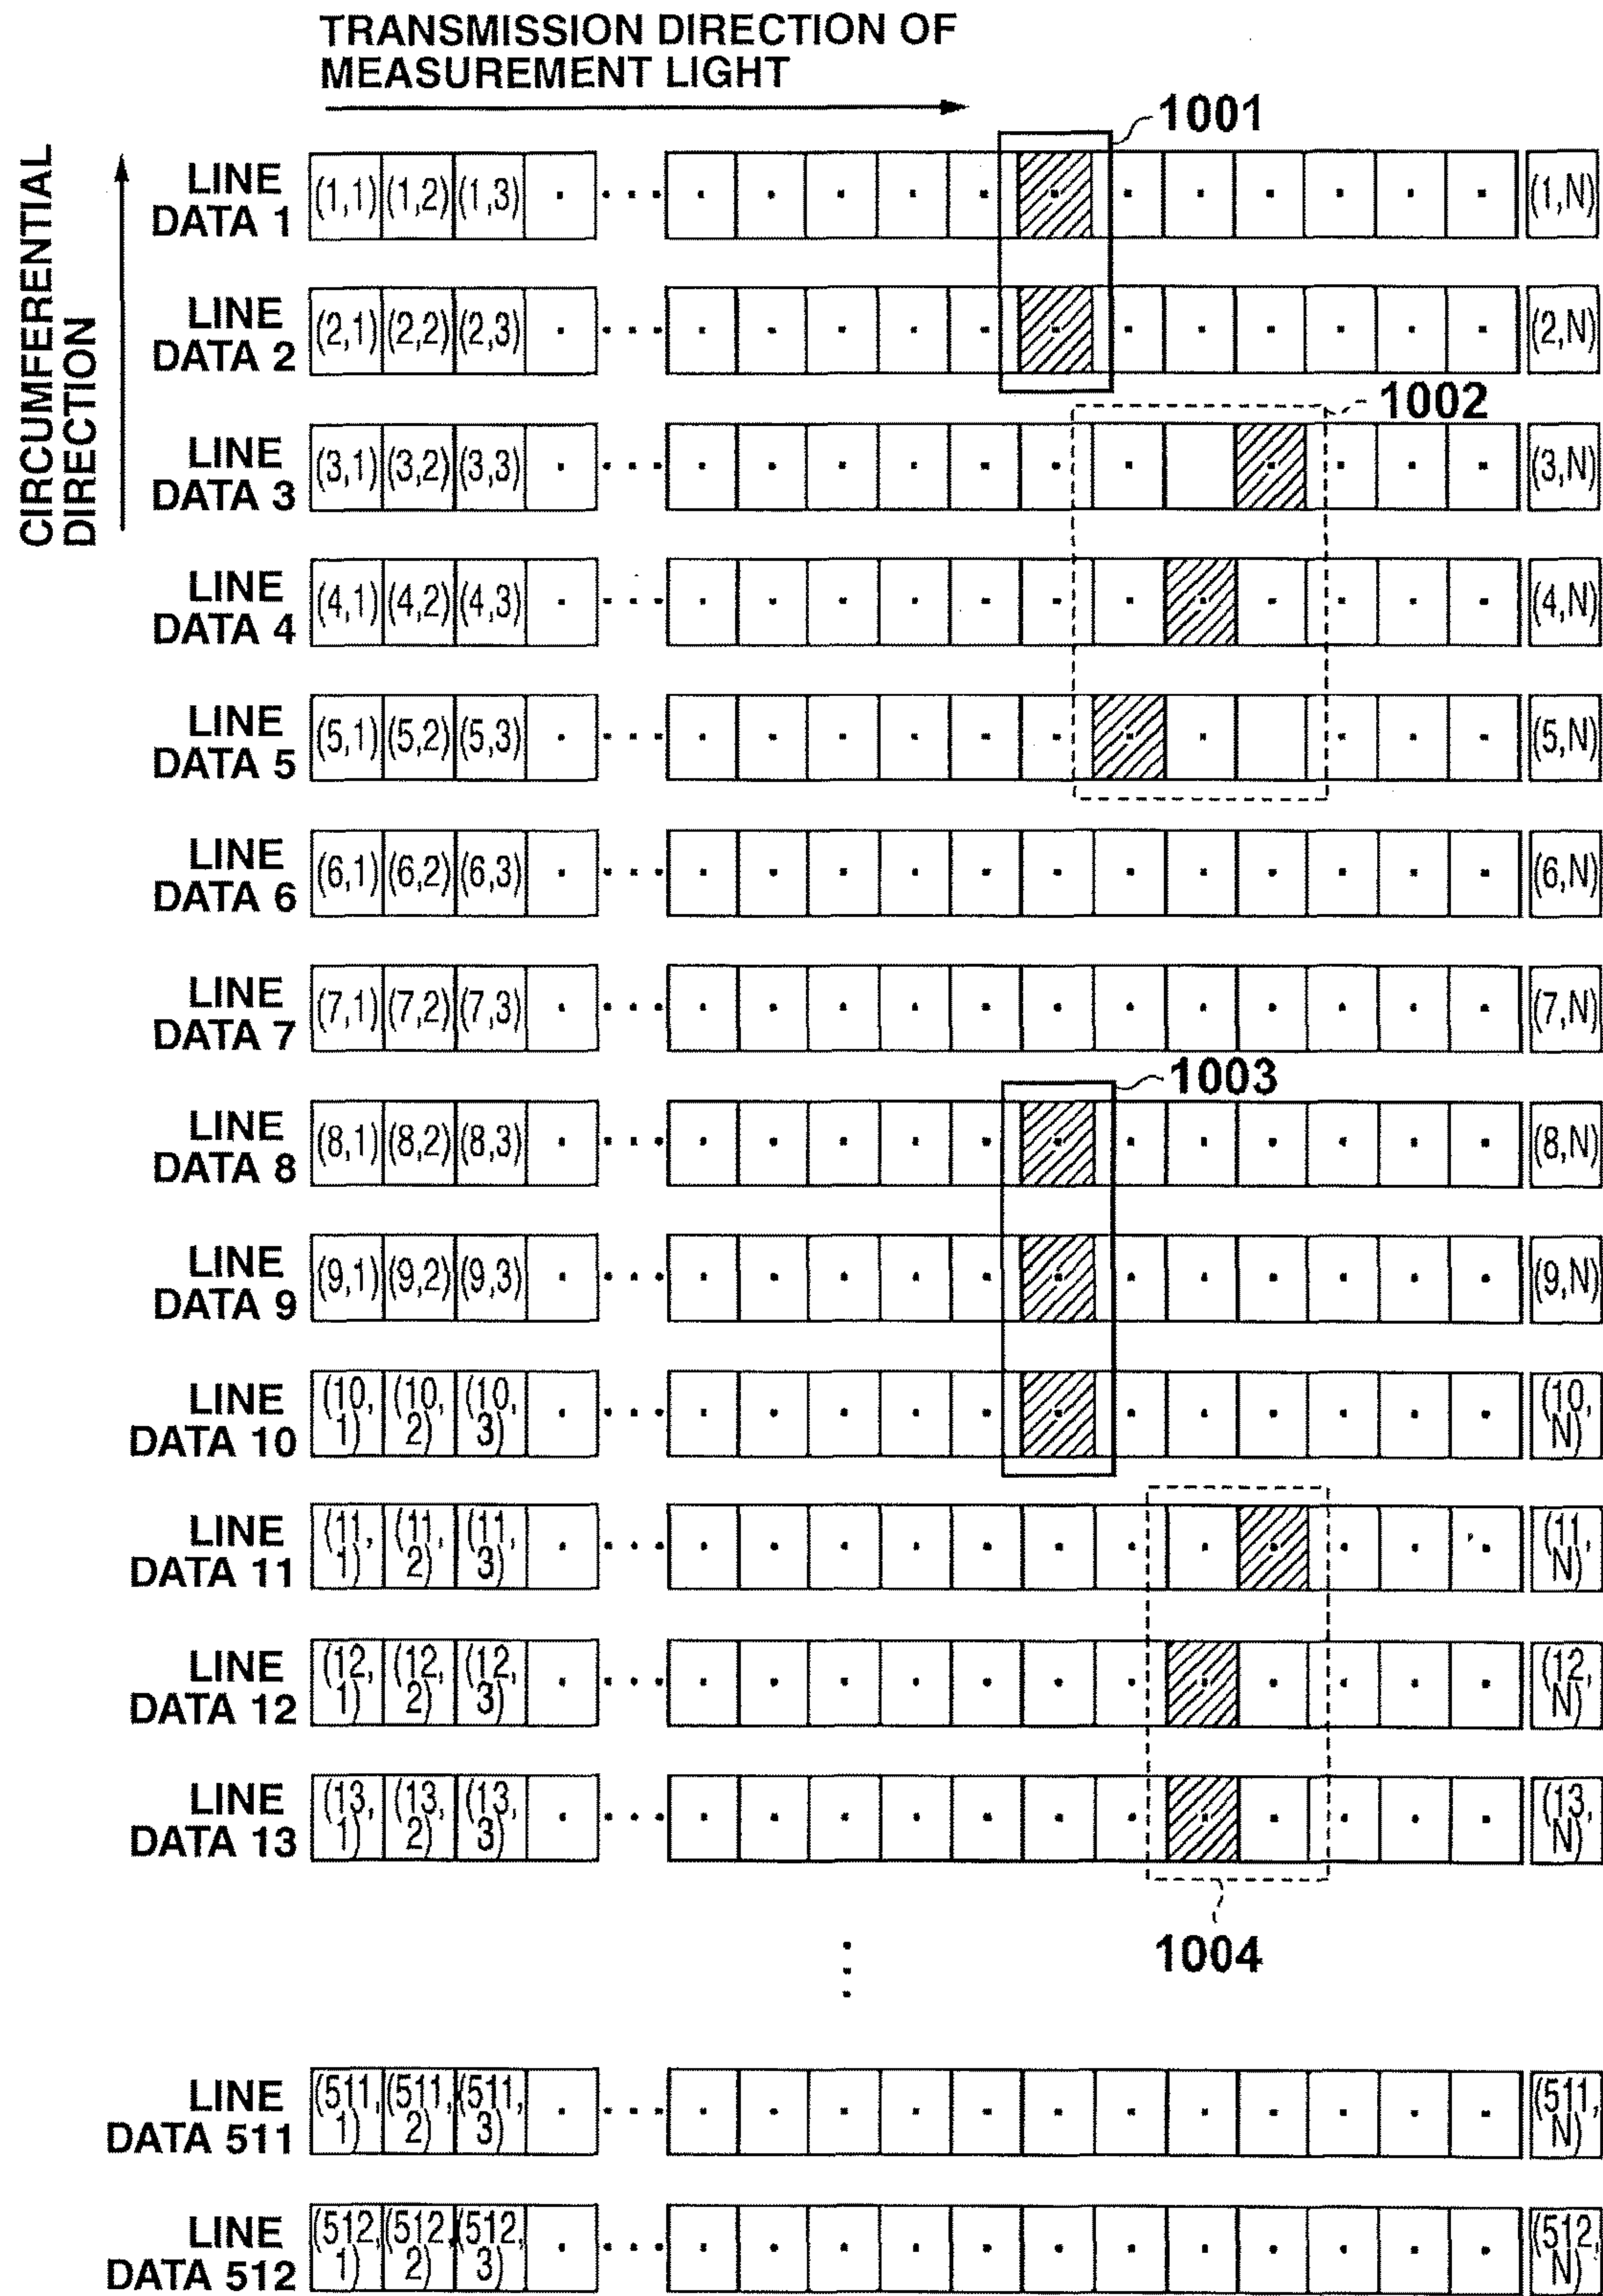 TRANSMISSION DIRECTION OF
MEASUREMENT LIGHT
CIRCUMFERENTIAL
DIRECTION
1001
LINE
DATA 1
(1,1) (1,2) (1,3) (1,N)
LINE
DATA 2
(2,1) (2,2) (2,3) (2,N)
1002
LINE
DATA 3
(3,1) (3,2) (3,3) (3,N)
LINE
DATA 4
(4,1) (4,2) (4,3) (4,N)
LINE
DATA 5
(5,1) (5,2) (5,3) (5,N)
LINE
DATA 6
(6,1) (6,2) (6,3) (6,N)
LINE
DATA 7
(7,1) (7,2) (7,3) (7,N)
1003
LINE
DATA 8
(8,1) (8,2) (8,3) (8,N)
LINE
DATA 9
(9,1) (9,2) (9,3) (9,N)
LINE
DATA 10
(10,1) (10,2) (10,3) (10,N)
LINE
DATA 11
(11,1) (11,2) (11,3) (11,N)
LINE
DATA 12
(12,1) (12,2) (12,3) (12,N)
LINE
DATA 13
(13,1) (13,2) (13,3) (13,N)
1004
LINE
DATA 511
(511,1) (511,2) (511,3) (511,N)
LINE
DATA 512
(512,1) (512,2) (512,3) (512,N)